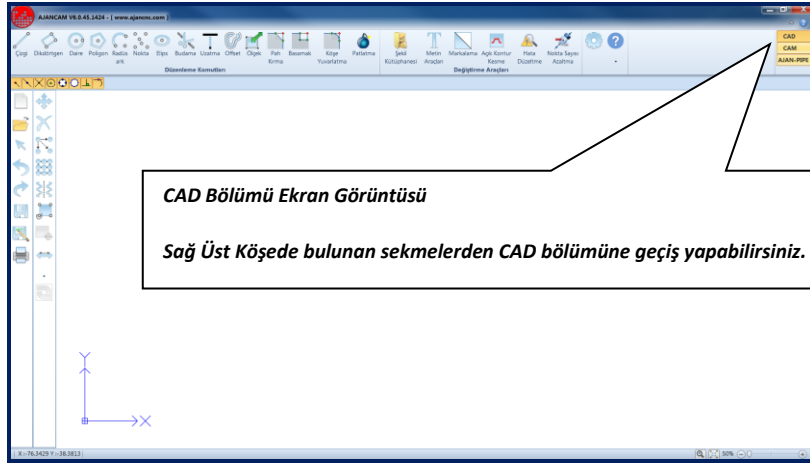 AJANCAM V8.0.45.2424 - [ www.ajancnc.com ]
CAD
CAM
AJAN-PIPE
Çizgi Dikdörtgen Daire Poligon Radüs ark Nokta Elips Budama Uzatma Offset Ölçek Pah Kırma Basamak Köşe Yuvarlatma Patlatma Şekil Kütüphanesi Metin Araçları Markalama Açık Kontur Kesme Hata Düzeltme Nokta Sayısı Azaltma
Düzenleme Komutları Değiştirme Araçları
CAD Bölümü Ekran Görüntüsü
Sağ Üst Köşede bulunan sekmelerden CAD bölümüne geçiş yapabilirsiniz.
Y
X
X:-76.5429 Y:-38.3813 50%